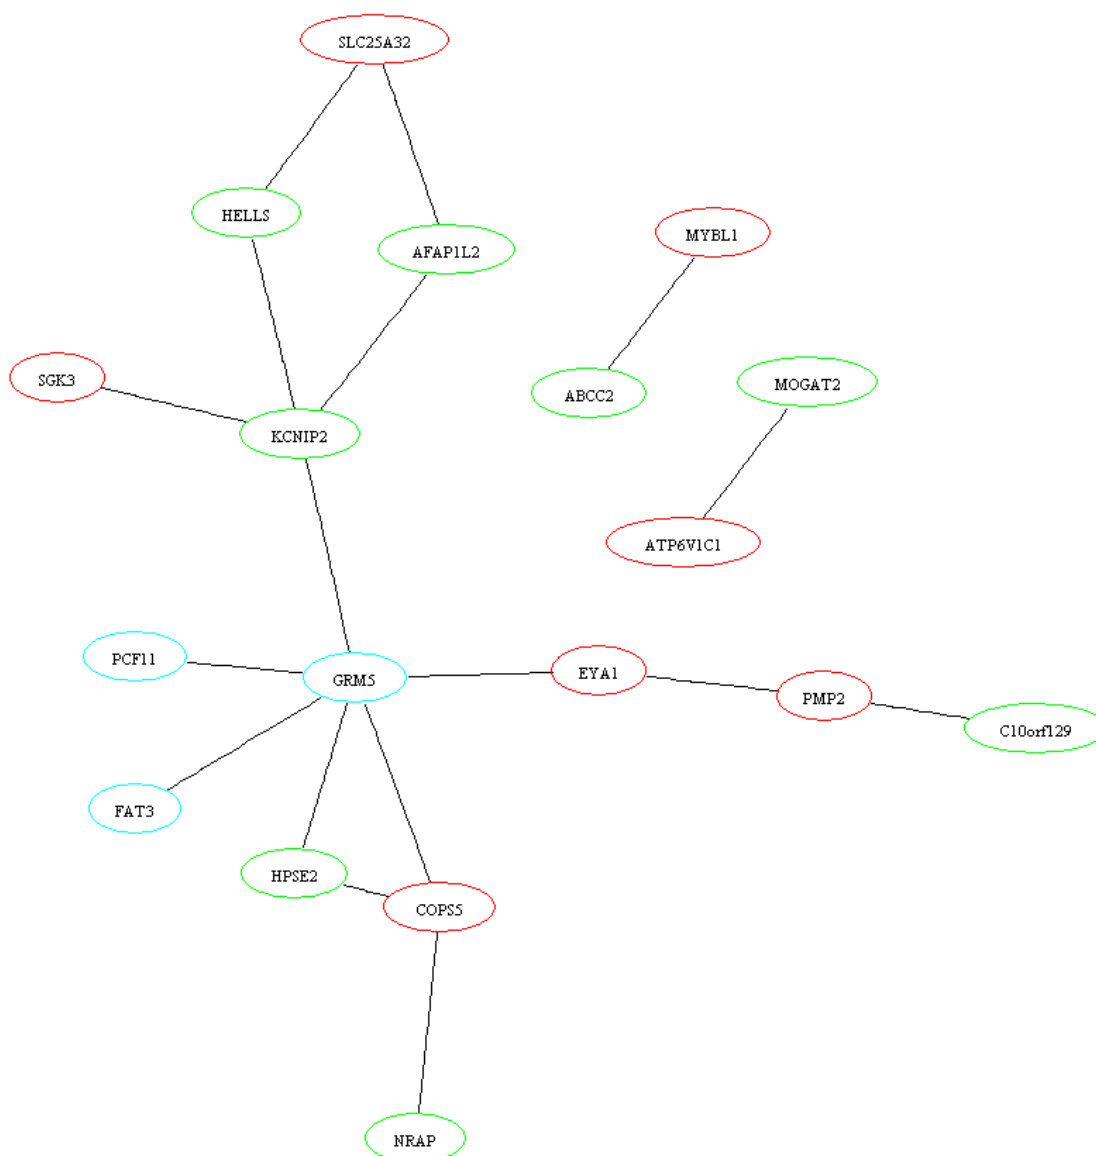 SLC25A32
HELLS
MYBL1
AFAP1L2
SGK3
MOGAT2
ABCC2
KCNIP2
ATP6V1C1
PCF11
EYA1
GRM5
PMP2
C10orf129
FAT3
HPSE2
COPS5
NRAP